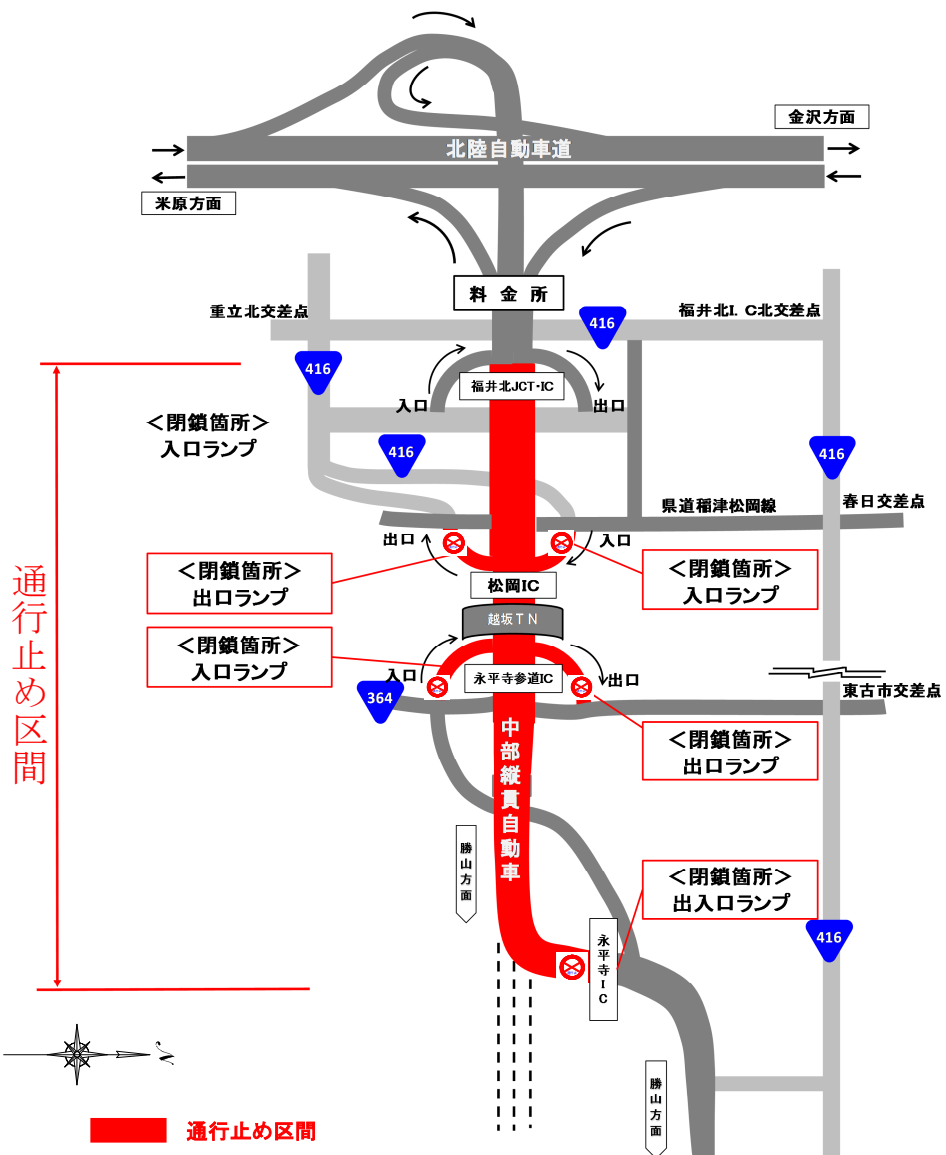 金沢方面
北陸自動車道
米原方面
料金所
重立北交差点
416
福井北I.C北交差点
416
福井北JCT・IC
入口
出口
＜閉鎖箇所＞
入口ランプ
416
416
県道稲津松岡線
春日交差点
出口
入口
＜閉鎖箇所＞
出口ランプ
松岡IC
＜閉鎖箇所＞
入口ランプ
通行止め区間
越坂TN
＜閉鎖箇所＞
入口ランプ
入口
永平寺参道IC
出口
364
東古市交差点
中部縦貫自動車
＜閉鎖箇所＞
出口ランプ
勝山方面
＜閉鎖箇所＞
出入口ランプ
416
永平寺IC
N
勝山方面
通行止め区間